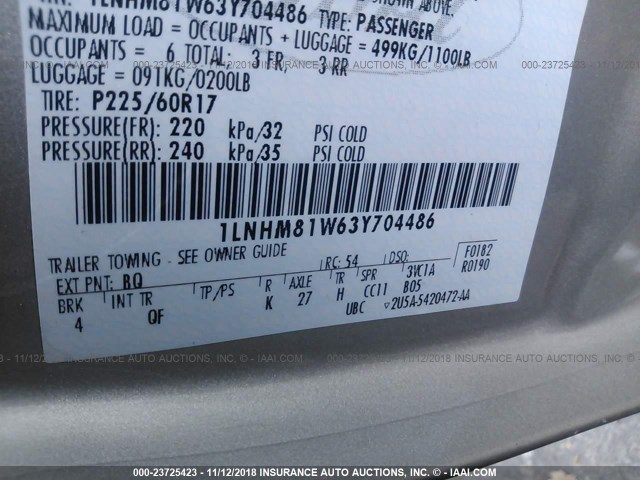 1LNHM81W63Y704486 TYPE: PASSENGER
MAXIMUM LOAD = OCCUPANTS + LUGGAGE = 499KG/1100LB
OCCUPANTS : 6 TOTAL: 3 FR, 3 RR
LUGGAGE = 091KG/0200LB
TIRE: P225/60R17
PRESSURE(FR) 220 kPa/32 PSI COLD
PRESSURE(RR) 240 kPa/35 PSI COLD
1LNHM81W63Y704486
TRAILER TOWING - SEE OWNER GUIDE
RC: 54 DSO: F0182
EXT PNT: BQ R0190
BRK INT TR TP/PS R AXLE TR SPR 3VC1A
4 OF K 27 H CC11 B05
UBC 2U5A-5420472-AA
000-23725423 - 11/12/2018 INSURANCE AUTO AUCTIONS, INC. - © IAAI.COM